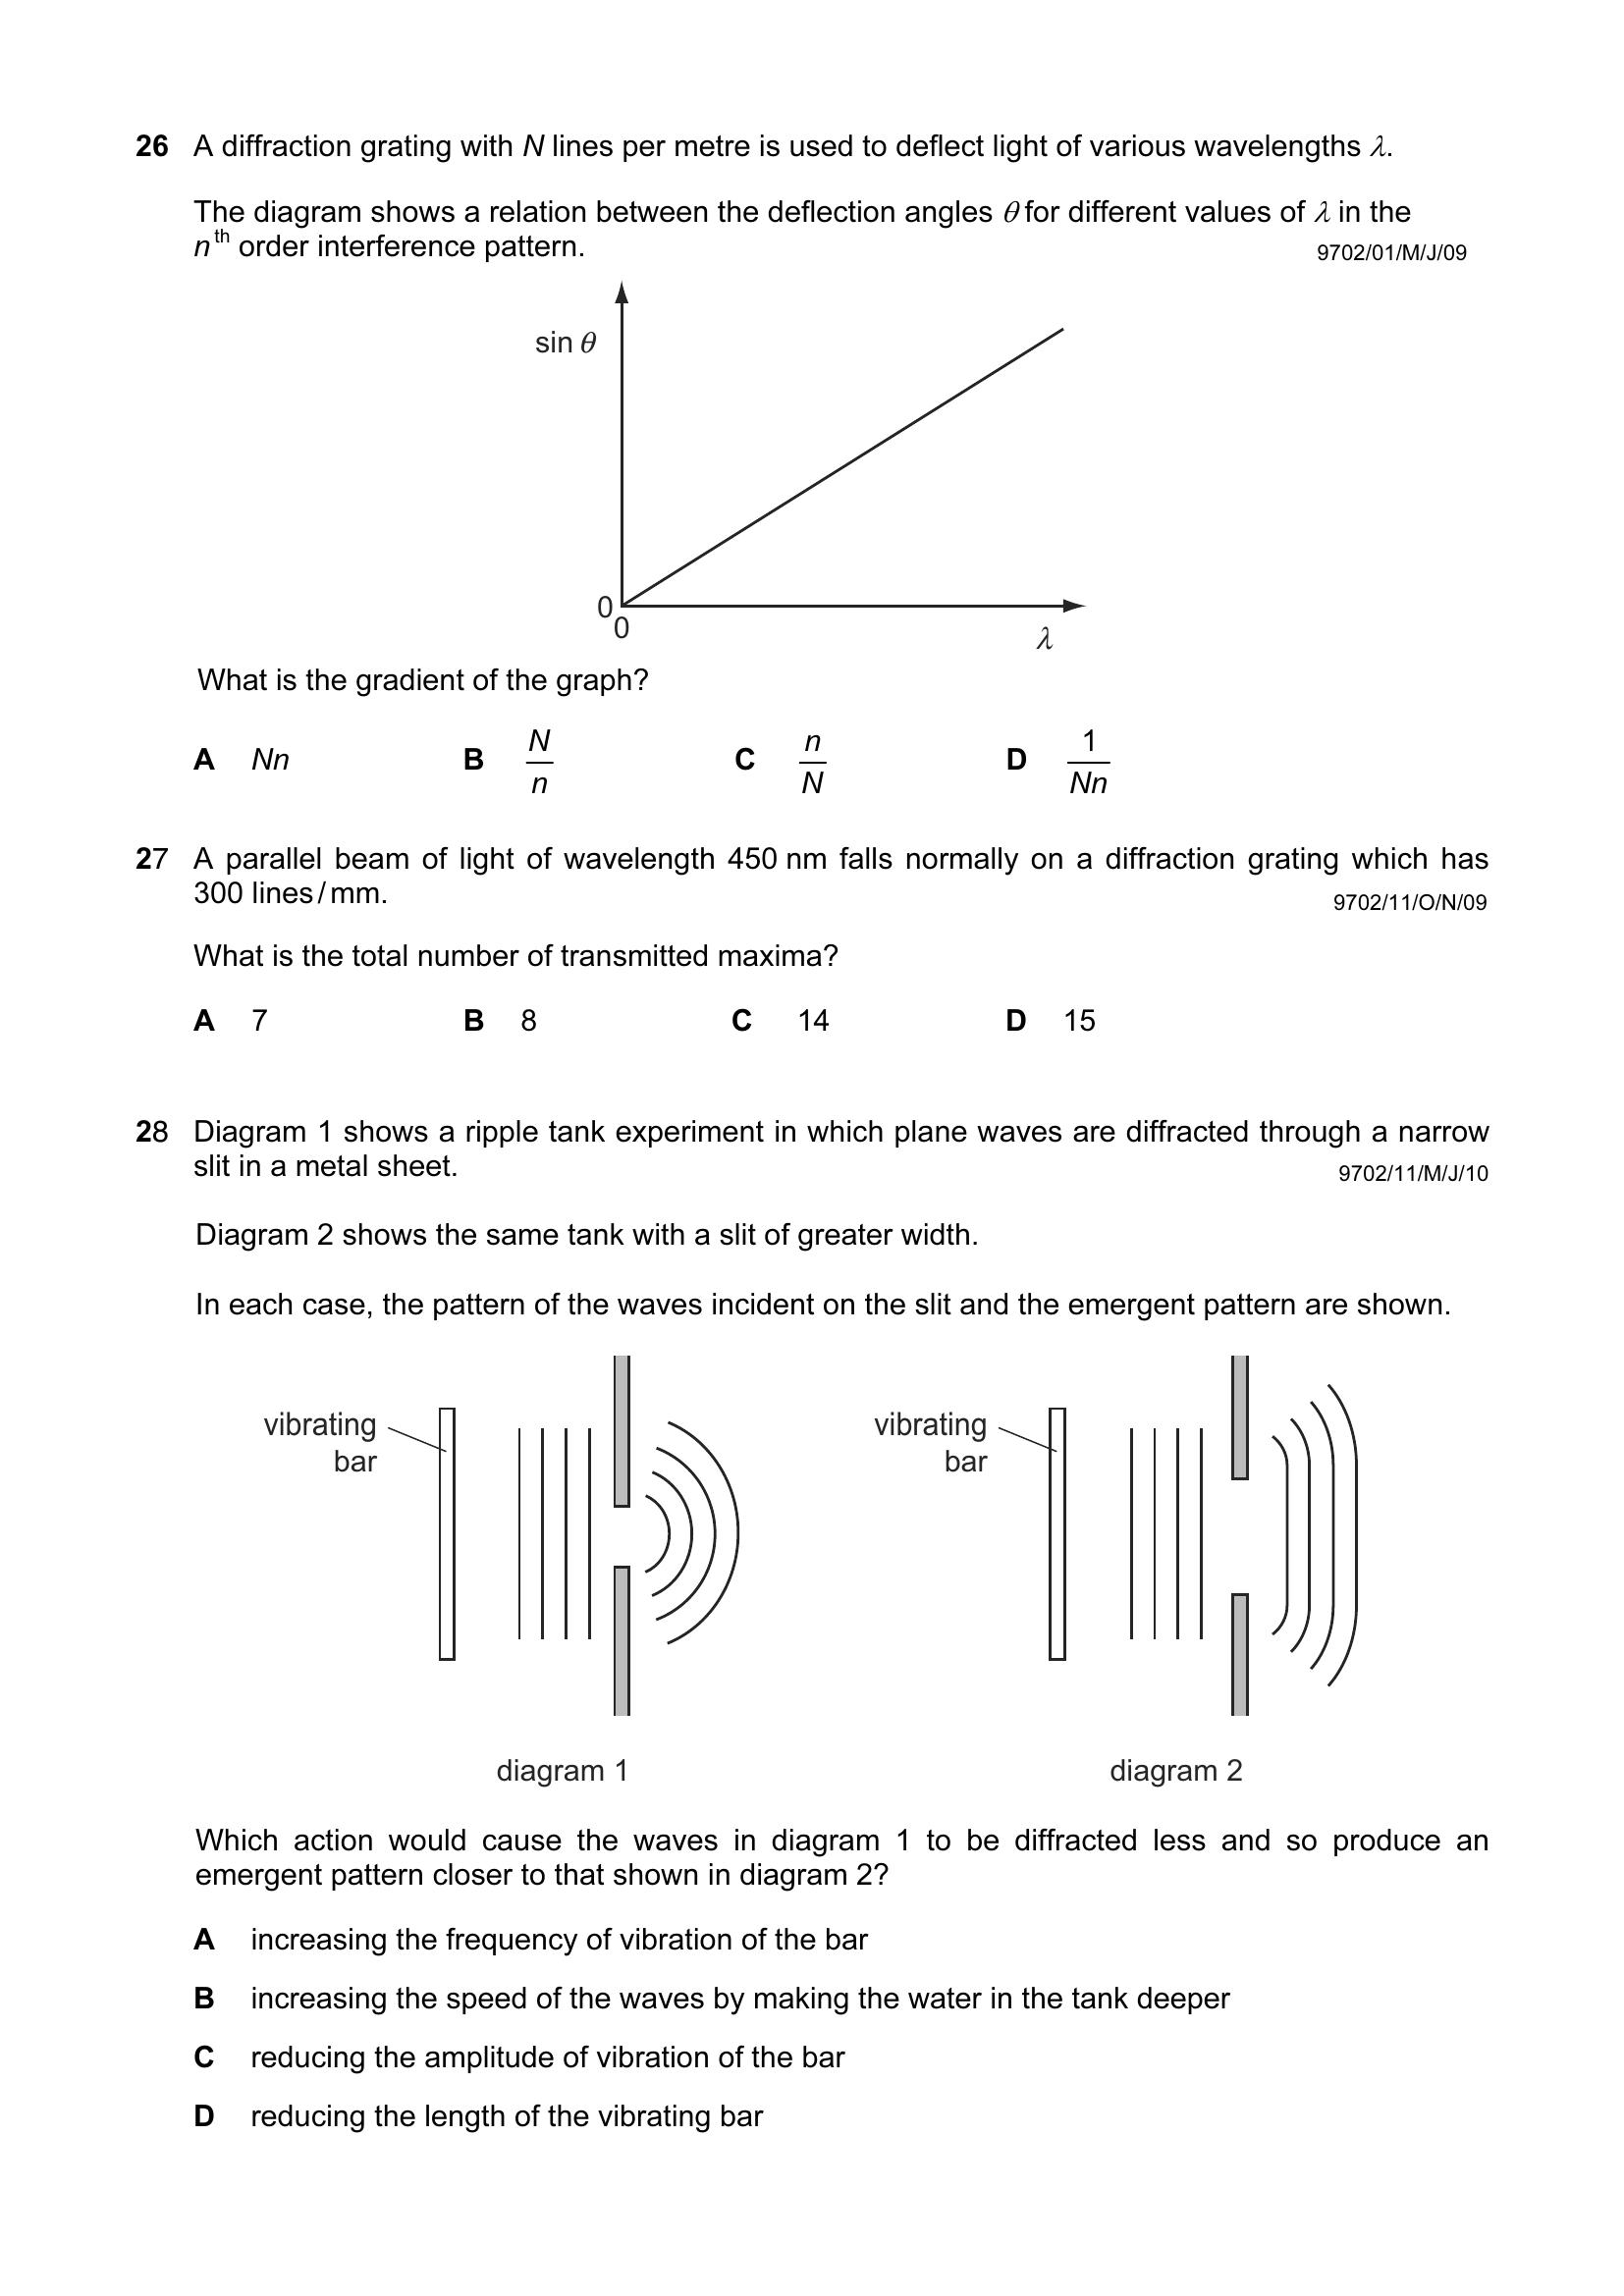 26 A diffraction grating with N lines per metre is used to deflect light of various wavelengths λ.
The diagram shows a relation between the deflection angles θ for different values of λ in the
nth order interference pattern.
9702/01/M/J/09
sin θ
0
0
λ
What is the gradient of the graph?
A Nn B N/n C n/N D 1/Nn
27 A parallel beam of light of wavelength 450 nm falls normally on a diffraction grating which has
300 lines/mm.
9702/11/O/N/09
What is the total number of transmitted maxima?
A 7 B 8 C 14 D 15
28 Diagram 1 shows a ripple tank experiment in which plane waves are diffracted through a narrow
slit in a metal sheet.
9702/11/M/J/10
Diagram 2 shows the same tank with a slit of greater width.
In each case, the pattern of the waves incident on the slit and the emergent pattern are shown.
vibrating
bar
vibrating
bar
diagram 1
diagram 2
Which action would cause the waves in diagram 1 to be diffracted less and so produce an
emergent pattern closer to that shown in diagram 2?
A increasing the frequency of vibration of the bar
B increasing the speed of the waves by making the water in the tank deeper
C reducing the amplitude of vibration of the bar
D reducing the length of the vibrating bar